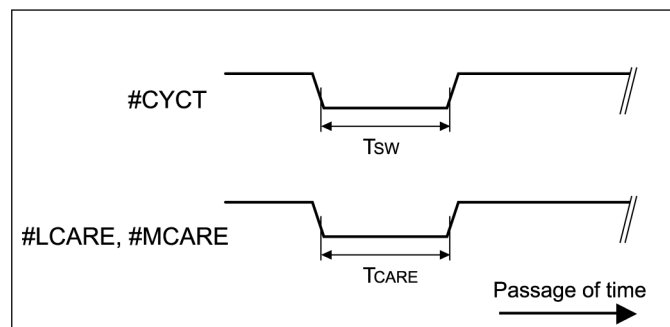 #CYCT
TSW
#LCARE, #MCARE
TCARE
Passage of time